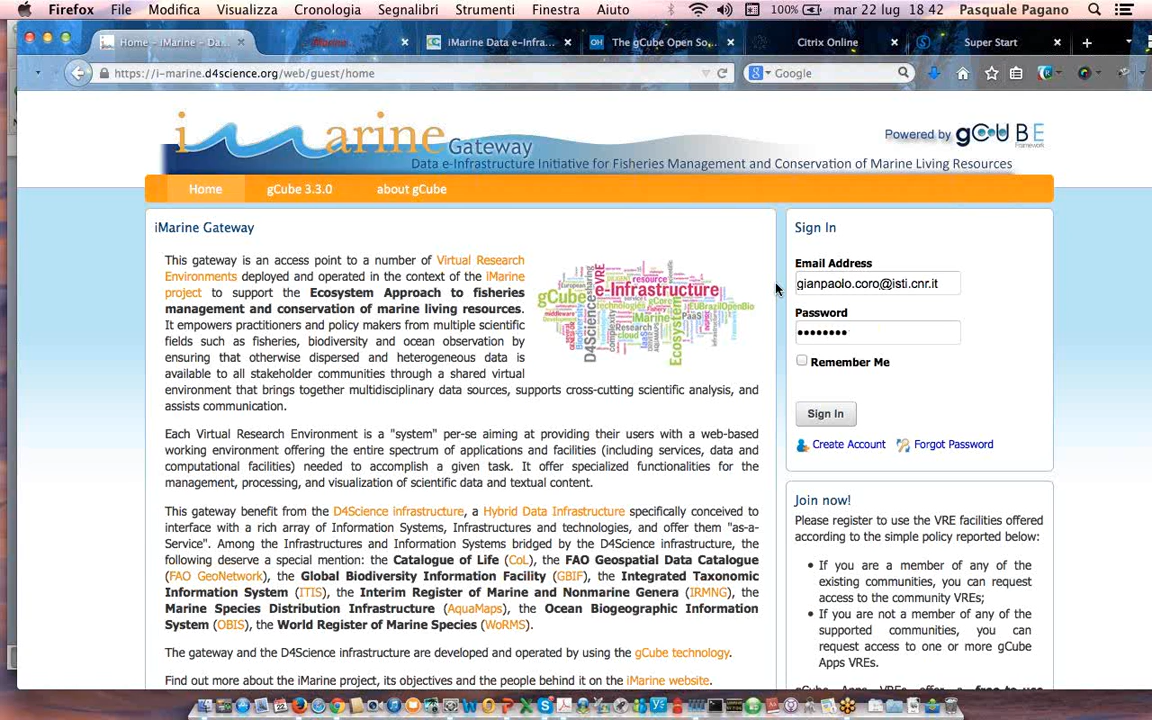 Firefox File Modifica Visualizza Cronologia Segnalibri Strumenti Finestra Aiuto 100% mar 22 lug 18 42 Pasquale Pagano
Home – iMarine – Da... iMarine iMarine Data e-Infra... The gCube Open So... Citrix Online Super Start
https://i-marine.d4science.org/web/guest/home Google
iMarine Gateway
Powered by gCUBE Framework
Data e-Infrastructure Initiative for Fisheries Management and Conservation of Marine Living Resources
Home gCube 3.3.0 about gCube
iMarine Gateway
This gateway is an access point to a number of Virtual Research
Environments deployed and operated in the context of the iMarine
project to support the Ecosystem Approach to fisheries
management and conservation of marine living resources.
It empowers practitioners and policy makers from multiple scientific
fields such as fisheries, biodiversity and ocean observation by
ensuring that otherwise dispersed and heterogeneous data is
available to all stakeholder communities through a shared virtual
environment that brings together multidisciplinary data sources, supports cross-cutting scientific analysis, and
assists communication.
gCube e-Infrastructure D4Science VRE resource technologies gCore iMarine Research cloud Ecosystem PaaS EUBrazilOpenBio
Each Virtual Research Environment is a "system" per-se aiming at providing their users with a web-based
working environment offering the entire spectrum of applications and facilities (including services, data and
computational facilities) needed to accomplish a given task. It offer specialized functionalities for the
management, processing, and visualization of scientific data and textual content.
This gateway benefit from the D4Science infrastructure, a Hybrid Data Infrastructure specifically conceived to
interface with a rich array of Information Systems, Infrastructures and technologies, and offer them "as-a-
Service". Among the Infrastructures and Information Systems bridged by the D4Science infrastructure, the
following deserve a special mention: the Catalogue of Life (CoL), the FAO Geospatial Data Catalogue
(FAO GeoNetwork), the Global Biodiversity Information Facility (GBIF), the Integrated Taxonomic
Information System (ITIS), the Interim Register of Marine and Nonmarine Genera (IRMNG), the
Marine Species Distribution Infrastructure (AquaMaps), the Ocean Biogeographic Information
System (OBIS), the World Register of Marine Species (WoRMS).
The gateway and the D4Science infrastructure are developed and operated by using the gCube technology.
Find out more about the iMarine project, its objectives and the people behind it on the iMarine website.
Sign In
Email Address
gianpaolo.coro@isti.cnr.it
Password
••••••••
Remember Me
Sign In
Create Account Forgot Password
Join now!
Please register to use the VRE facilities offered
according to the simple policy reported below:
• If you are a member of any of the
existing communities, you can request
access to the community VREs;
• If you are not a member of any of the
supported communities, you can
request access to one or more gCube
Apps VREs.